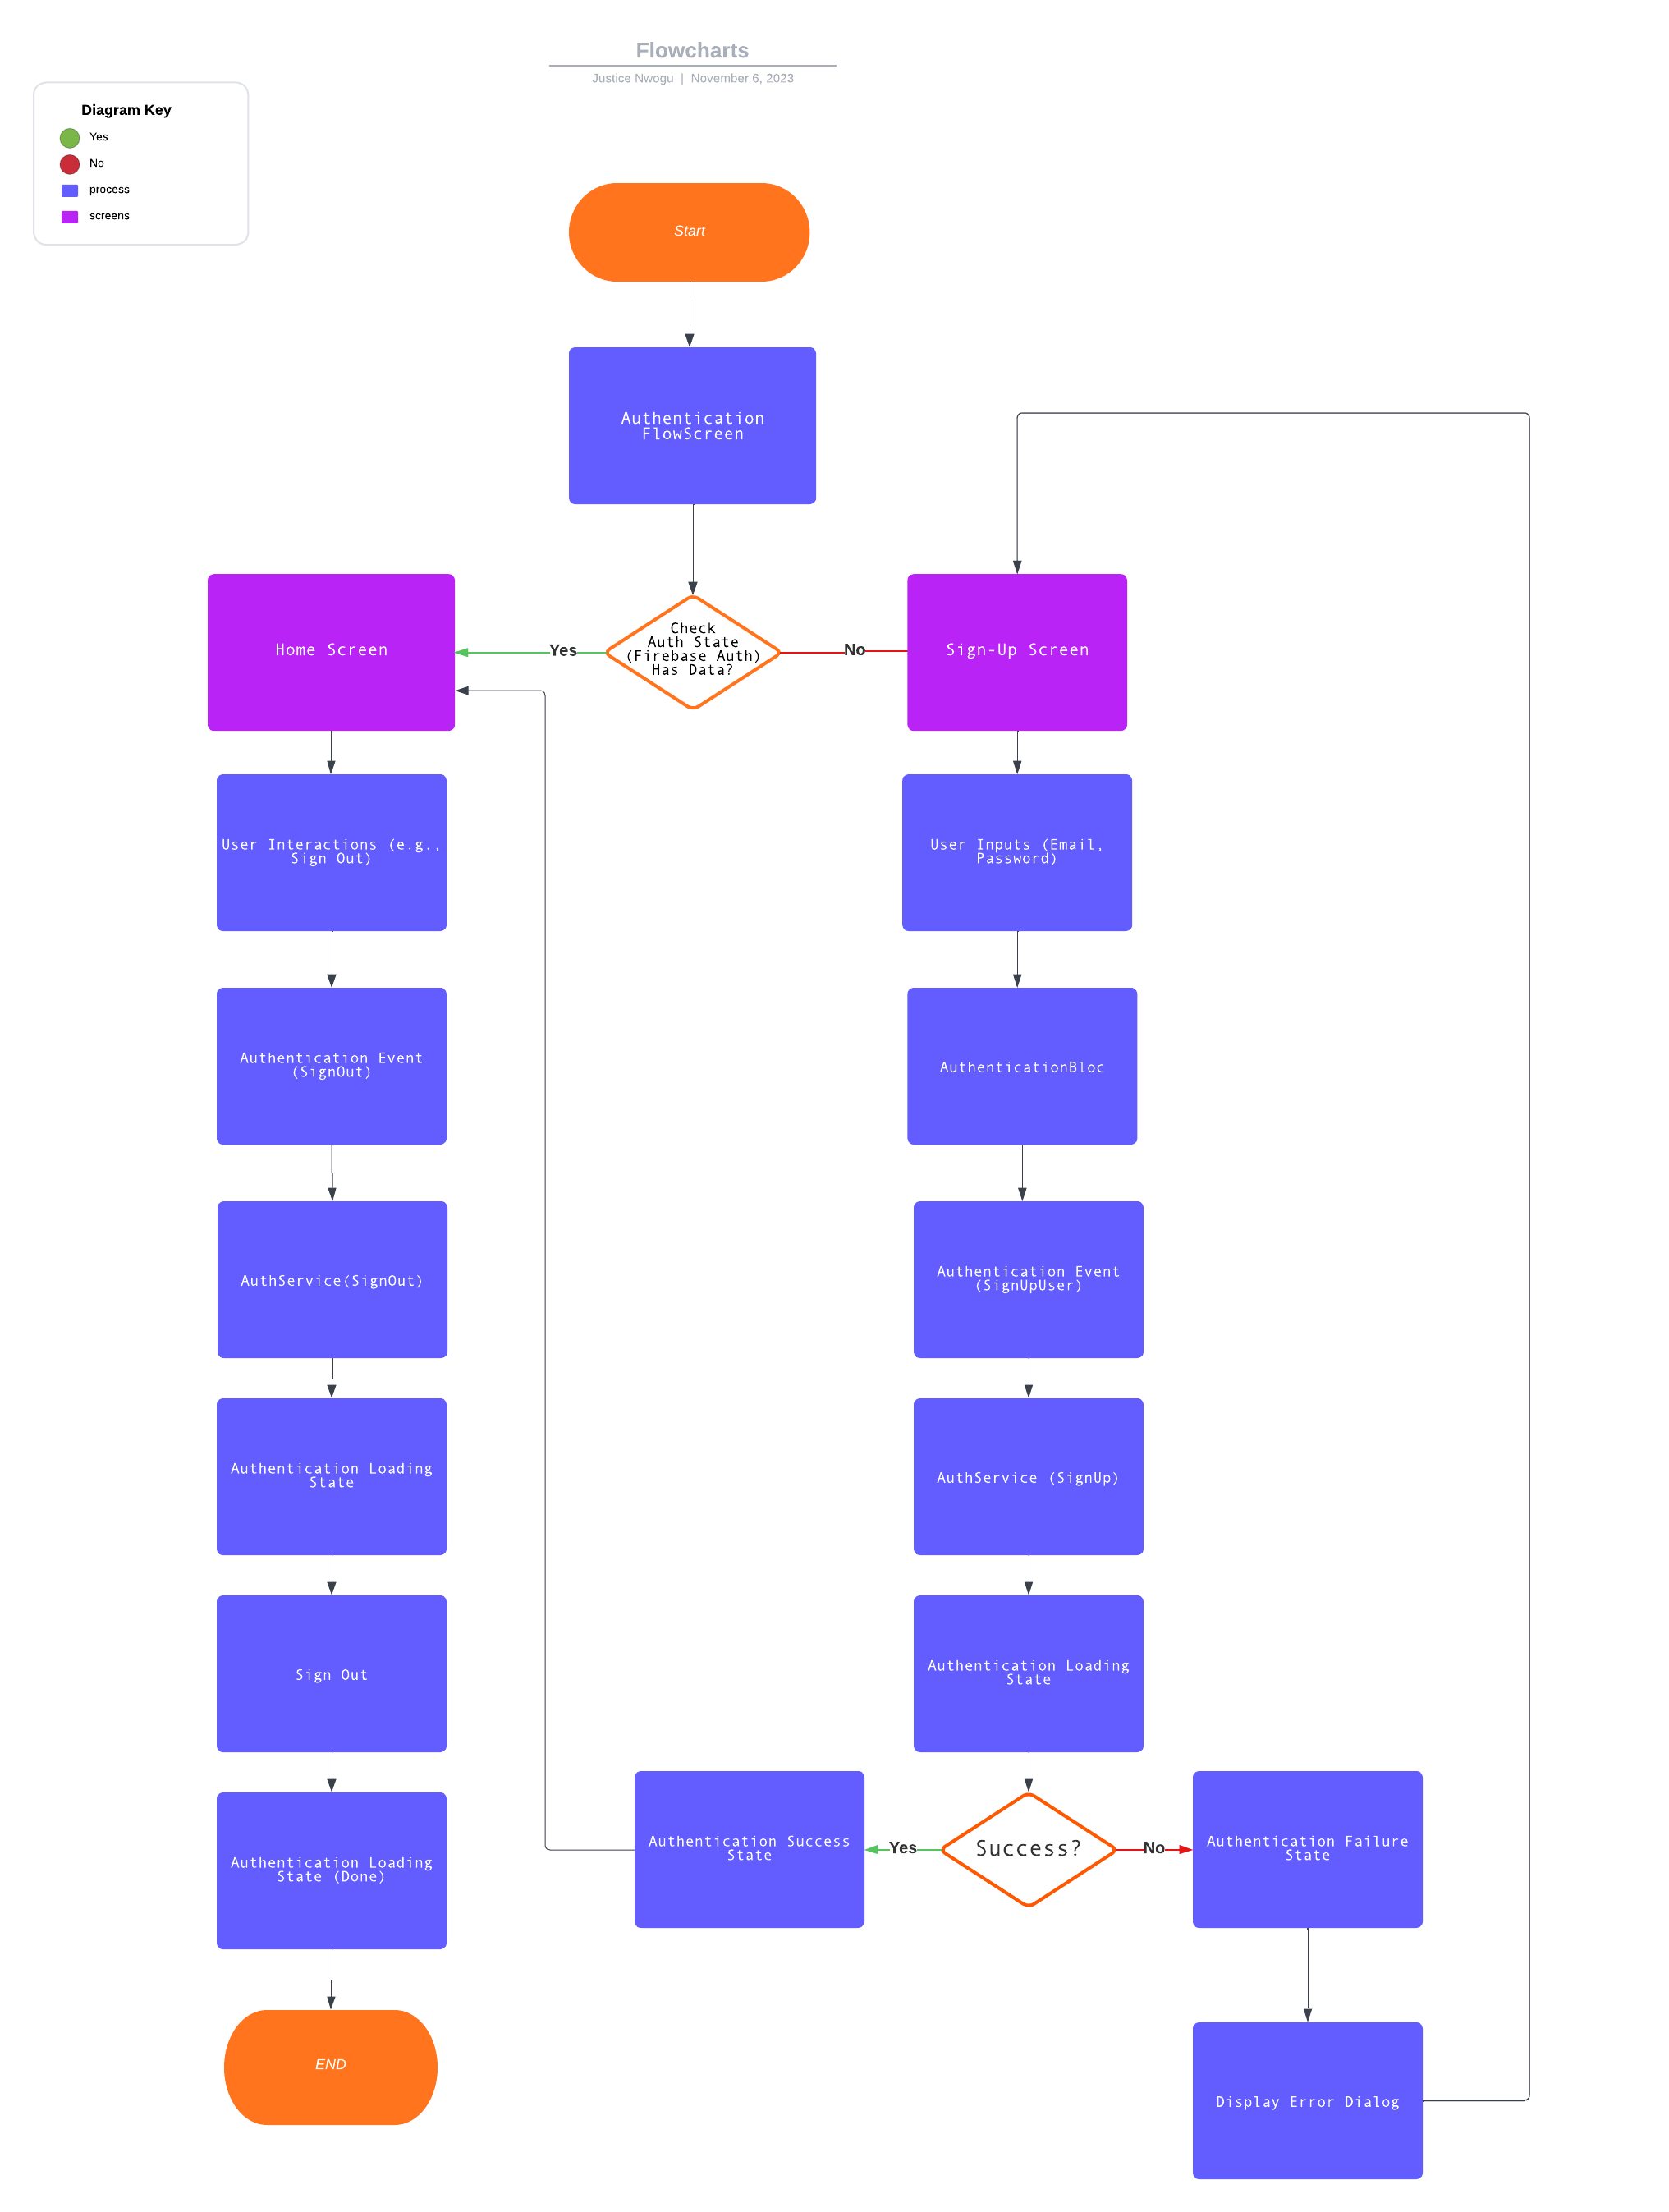 Flowcharts
Justice Nwogu | November 6, 2023
Diagram Key
Yes
No
process
screens
Start
Authentication
FlowScreen
Home Screen
Yes
Check
Auth State
(Firebase Auth)
Has Data?
No
Sign-Up Screen
User Interactions (e.g.,
Sign Out)
User Inputs (Email,
Password)
Authentication Event
(SignOut)
AuthenticationBloc
AuthService(SignOut)
Authentication Event
(SignUpUser)
Authentication Loading
State
AuthService (SignUp)
Sign Out
Authentication Loading
State
Authentication Loading
State (Done)
Authentication Success
State
Yes
Success?
No
Authentication Failure
State
END
Display Error Dialog